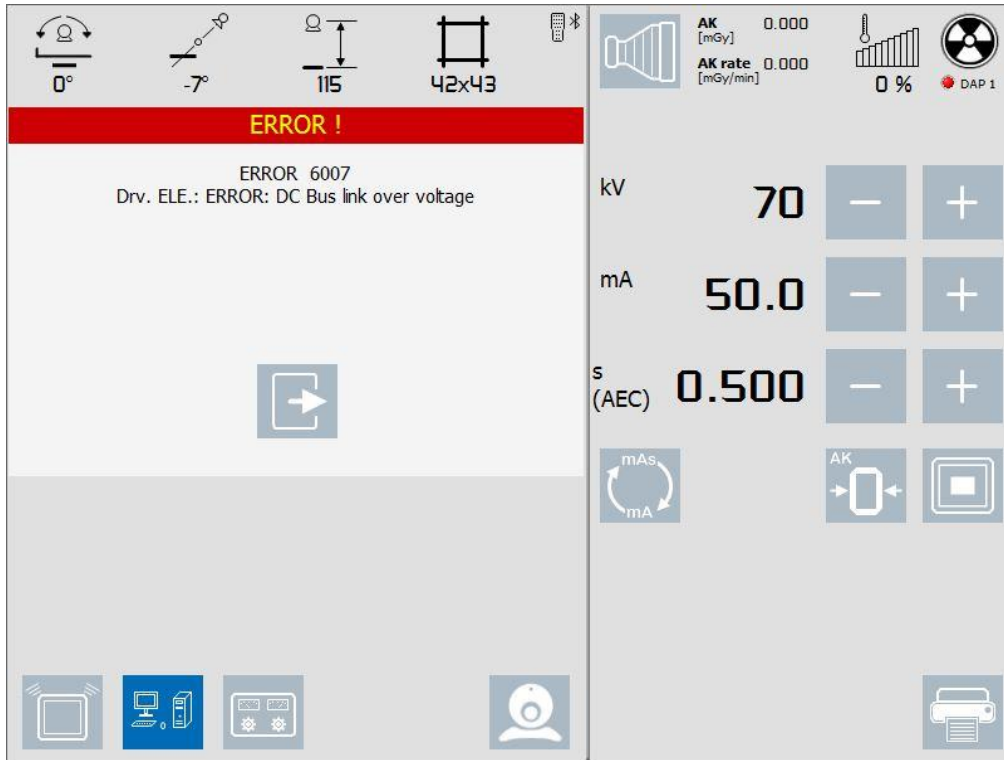 0°
-7°
115
42x43
AK 0.000
[mGy]
AK rate 0.000
[mGy/min]
0 %
DAP 1
ERROR !
ERROR 6007
Drv. ELE.: ERROR: DC Bus link over voltage
kV 70 − +
mA 50.0 − +
s
(AEC) 0.500 − +
mAs
mA
AK
0
0